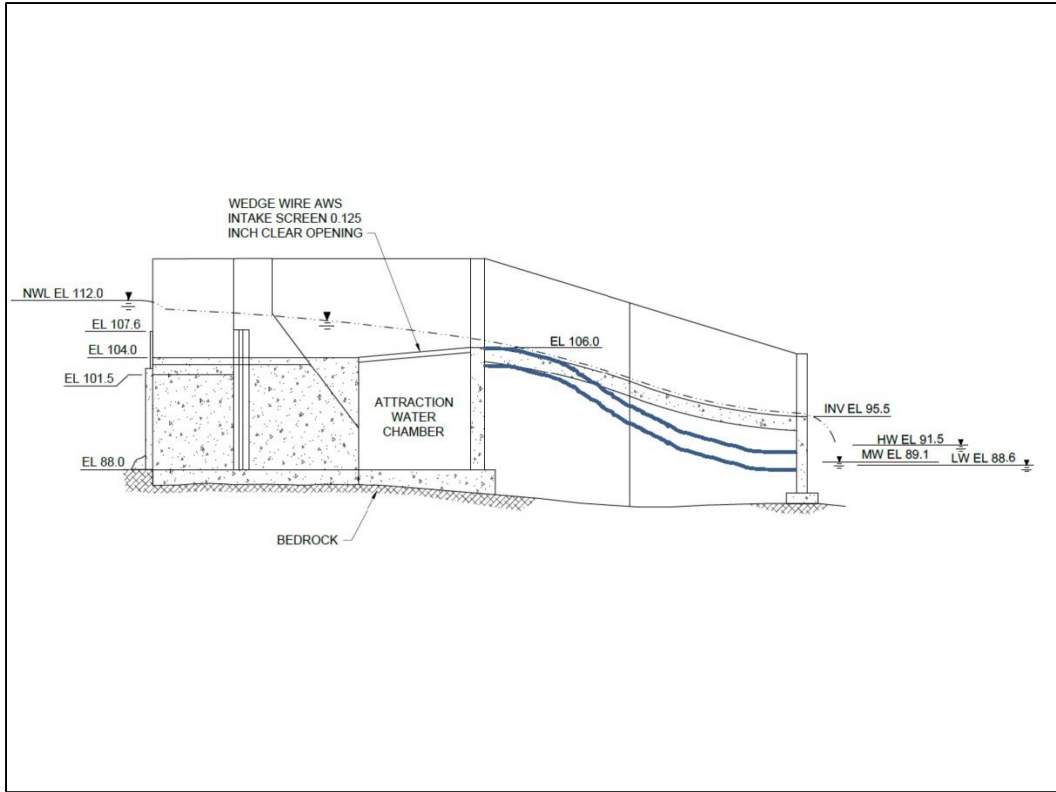 WEDGE WIRE AWS
INTAKE SCREEN 0.125
INCH CLEAR OPENING
NWL EL 112.0
EL 107.6
EL 104.0
EL 101.5
EL 106.0
ATTRACTION
WATER
CHAMBER
INV EL 95.5
HW EL 91.5
MW EL 89.1
LW EL 88.6
EL 88.0
BEDROCK